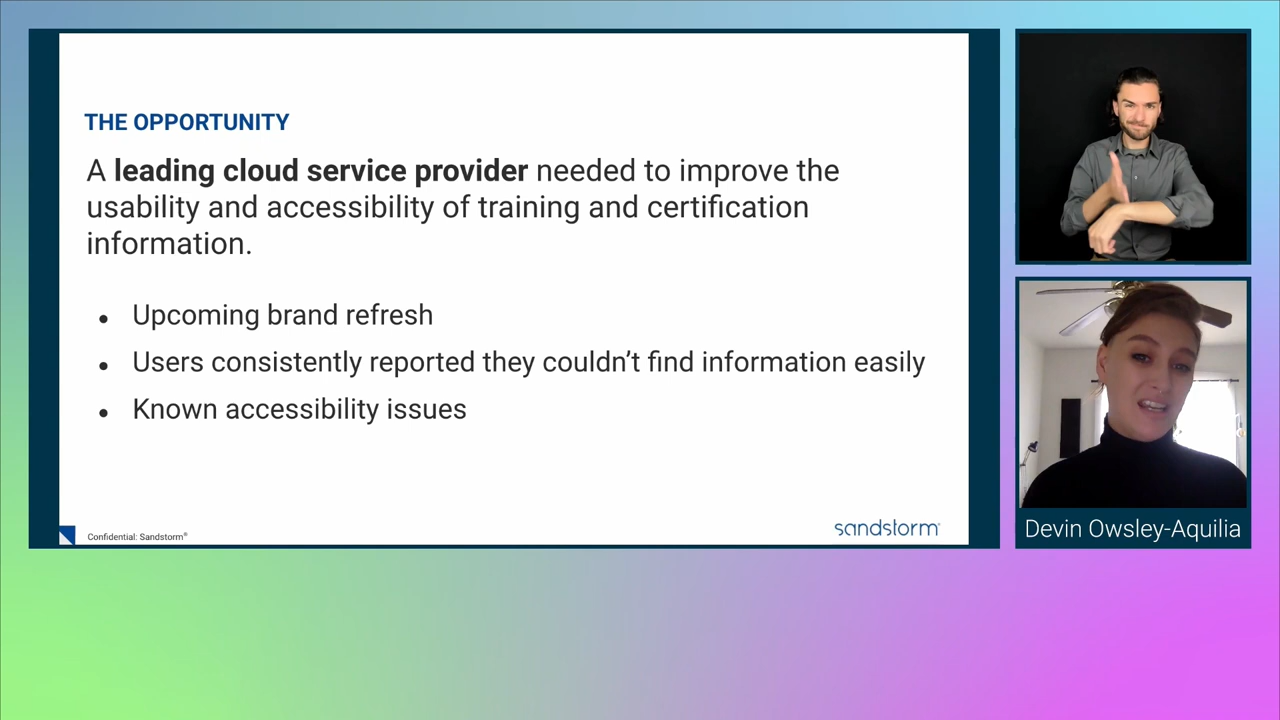 THE OPPORTUNITY
A leading cloud service provider needed to improve the
usability and accessibility of training and certification
information.
• Upcoming brand refresh
• Users consistently reported they couldn’t find information easily
• Known accessibility issues
Confidential: Sandstorm®
sandstorm®
Devin Owsley-Aquilia